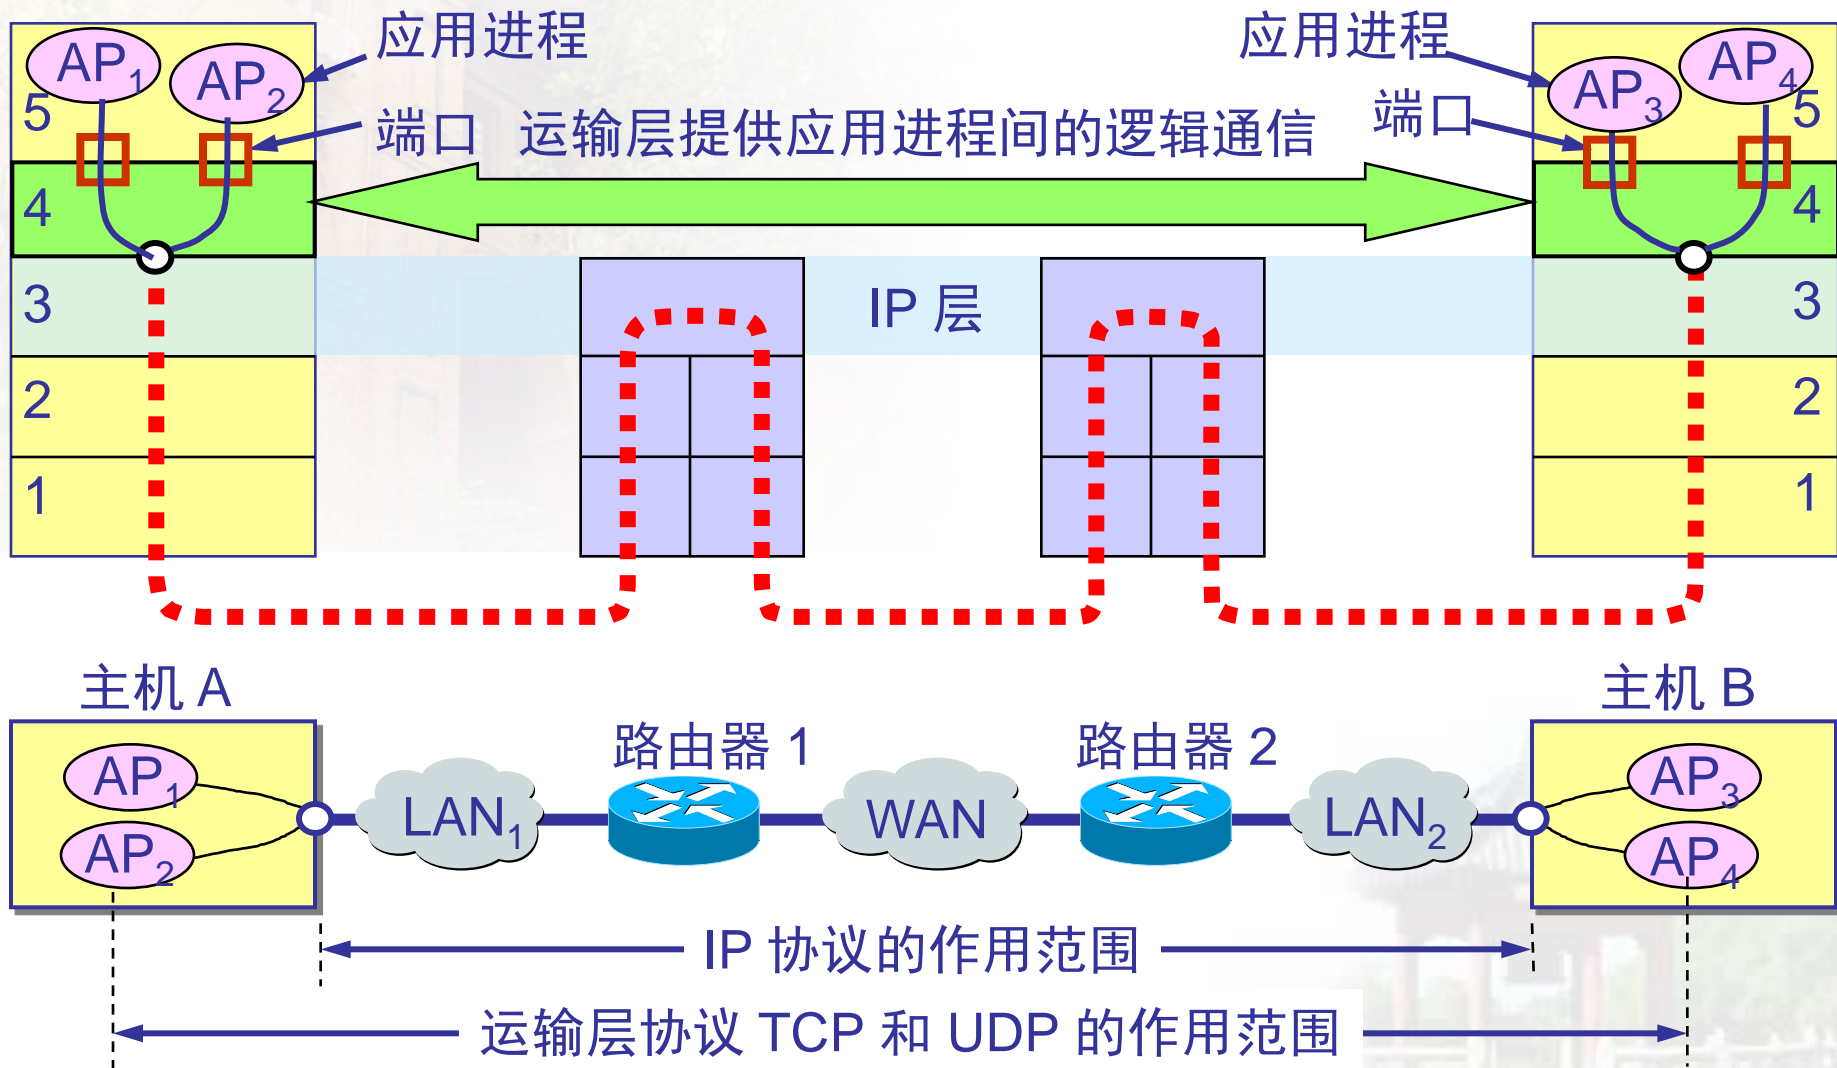 应用进程
应用进程
AP1
AP2
AP3
AP4
5
端口
运输层提供应用进程间的逻辑通信
端口
5
4
4
3
IP 层
3
2
2
1
1
主机 A
主机 B
路由器 1
路由器 2
AP1
AP2
LAN1
WAN
LAN2
AP3
AP4
IP 协议的作用范围
运输层协议 TCP 和 UDP 的作用范围